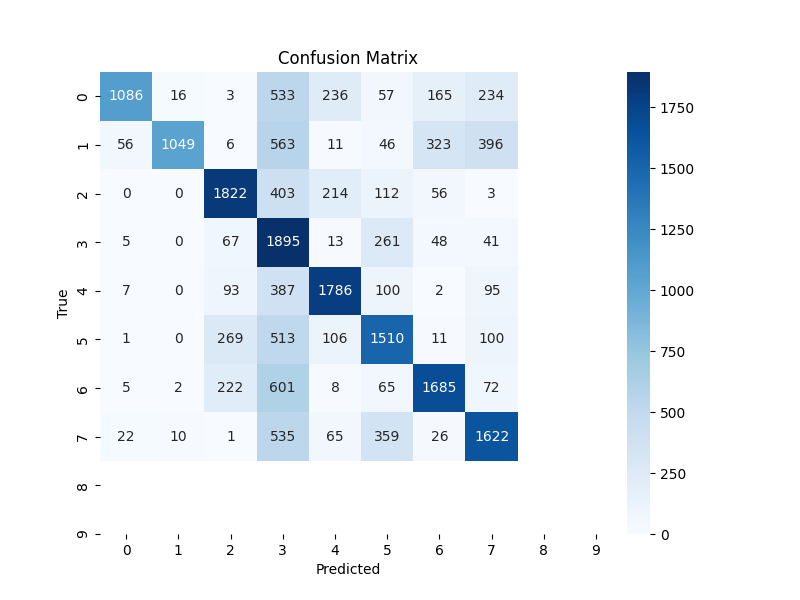 Confusion Matrix
0 1086 16 3 533 236 57 165 234
1 56 1049 6 563 11 46 323 396
2 0 0 1822 403 214 112 56 3
3 5 0 67 1895 13 261 48 41
4 7 0 93 387 1786 100 2 95
5 1 0 269 513 106 1510 11 100
6 5 2 222 601 8 65 1685 72
7 22 10 1 535 65 359 26 1622
8
9
True
0 1 2 3 4 5 6 7 8 9
Predicted
1750
1500
1250
1000
750
500
250
0